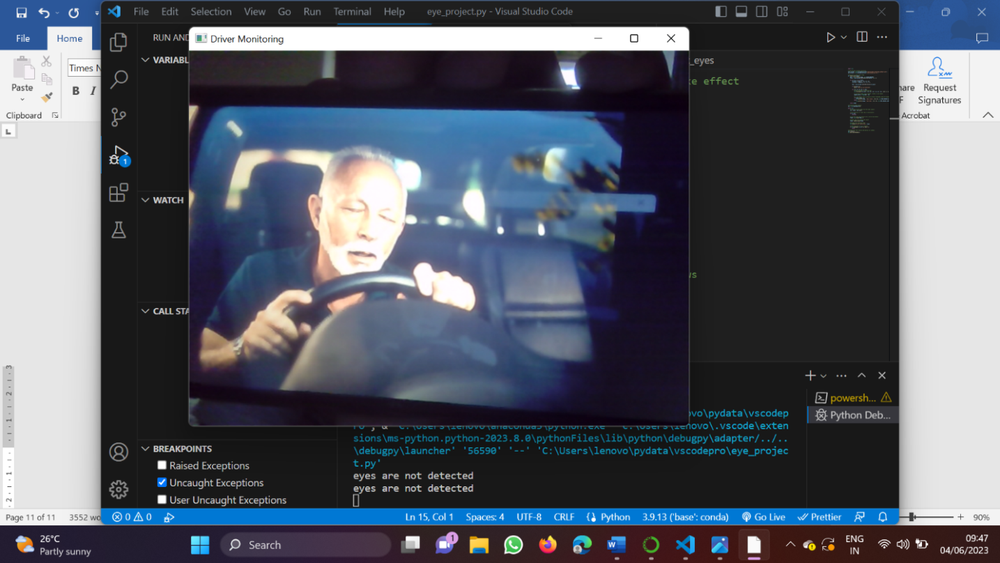 File Edit Selection View Go Run Terminal Help eye_project.py - Visual Studio Code
File Home
Driver Monitoring
RUN AND
VARIABL
_eyes
ke effect
Times N
Paste
B I
Request
Signatures
Clipboard
Acrobat
1
WATCH
CALL STA
powersh...
Python Deb...
ovo\pydata\vscodep
ro'; & 'C:\Users\lenovo\anaconda3\python.exe' 'c:\Users\lenovo\.vscode\exten
sions\ms-python.python-2023.8.0\pythonFiles\lib\python\debugpy\adapter/../..
\debugpy\launcher' '56590' '--' 'C:\Users\lenovo\pydata\vscodepro\eye_projec
t.py'
eyes are not detected
eyes are not detected
BREAKPOINTS
Raised Exceptions
Uncaught Exceptions
User Uncaught Exceptions
Page 11 of 11 3552 wo
0 0 Ln 15, Col 1 Spaces: 4 UTF-8 CRLF Python 3.9.13 ('base': conda) Go Live Prettier
90%
26°C
Partly sunny
Search
1
ENG
IN
09:47
04/06/2023